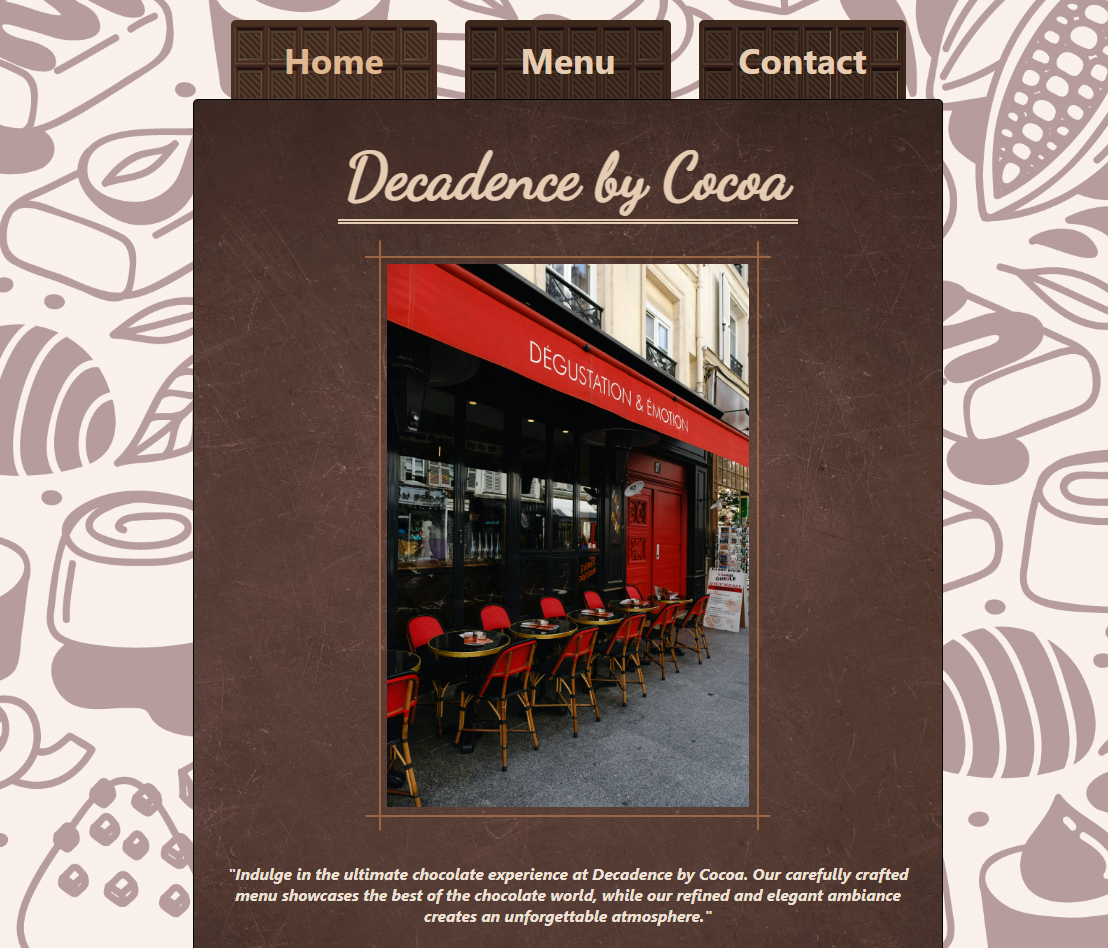 Home
Menu
Contact
Decadence by Cocoa
DÉGUSTATION & ÉMOTION
"Indulge in the ultimate chocolate experience at Decadence by Cocoa. Our carefully crafted
menu showcases the best of the chocolate world, while our refined and elegant ambiance
creates an unforgettable atmosphere."